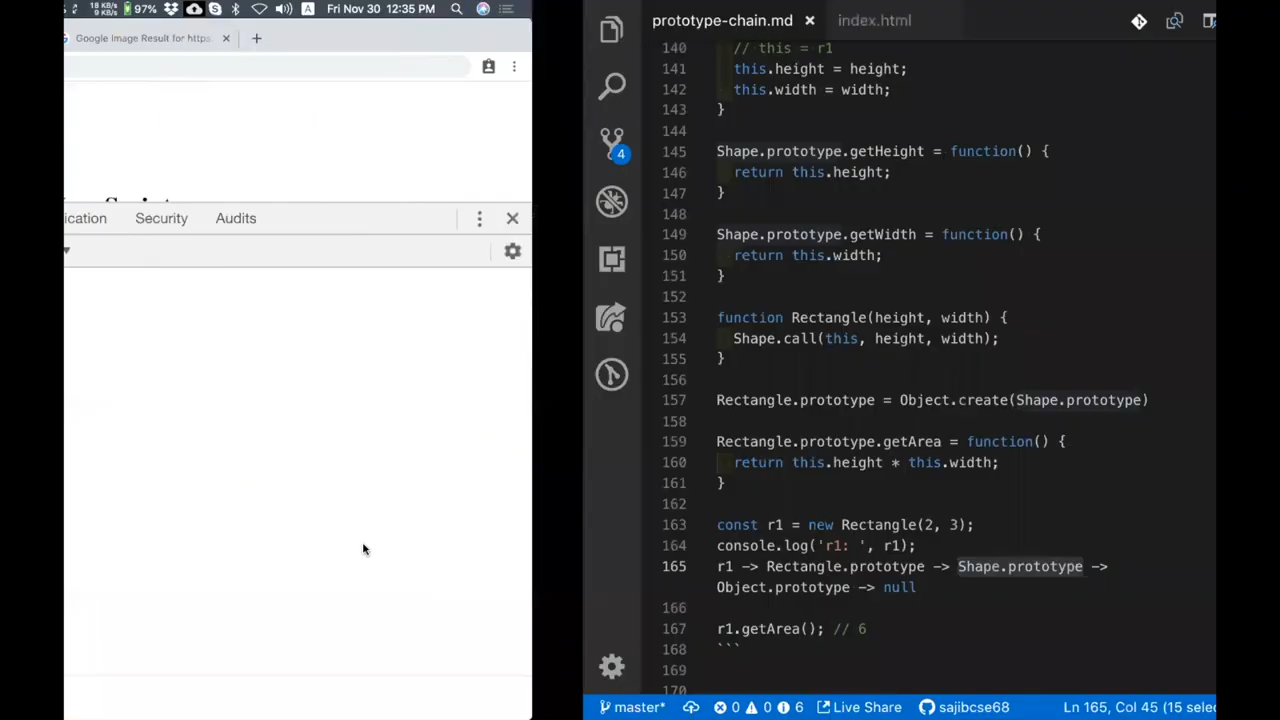 18 KB/s
9 KB/s
97%
A
Fri Nov 30 12:35 PM
Google Image Result for https
ication
Security
Audits
prototype-chain.md
index.html
140 // this = r1
141 this.height = height;
142 this.width = width;
143 }
144
145 Shape.prototype.getHeight = function() {
146 return this.height;
147 }
148
149 Shape.prototype.getWidth = function() {
150 return this.width;
151 }
152
153 function Rectangle(height, width) {
154 Shape.call(this, height, width);
155 }
156
157 Rectangle.prototype = Object.create(Shape.prototype)
158
159 Rectangle.prototype.getArea = function() {
160 return this.height * this.width;
161 }
162
163 const r1 = new Rectangle(2, 3);
164 console.log('r1: ', r1);
165 r1 -> Rectangle.prototype -> Shape.prototype ->
Object.prototype -> null
166
167 r1.getArea(); // 6
168 ```
169
170
4
master*
0
0
6
Live Share
sajibcse68
Ln 165, Col 45 (15 selec